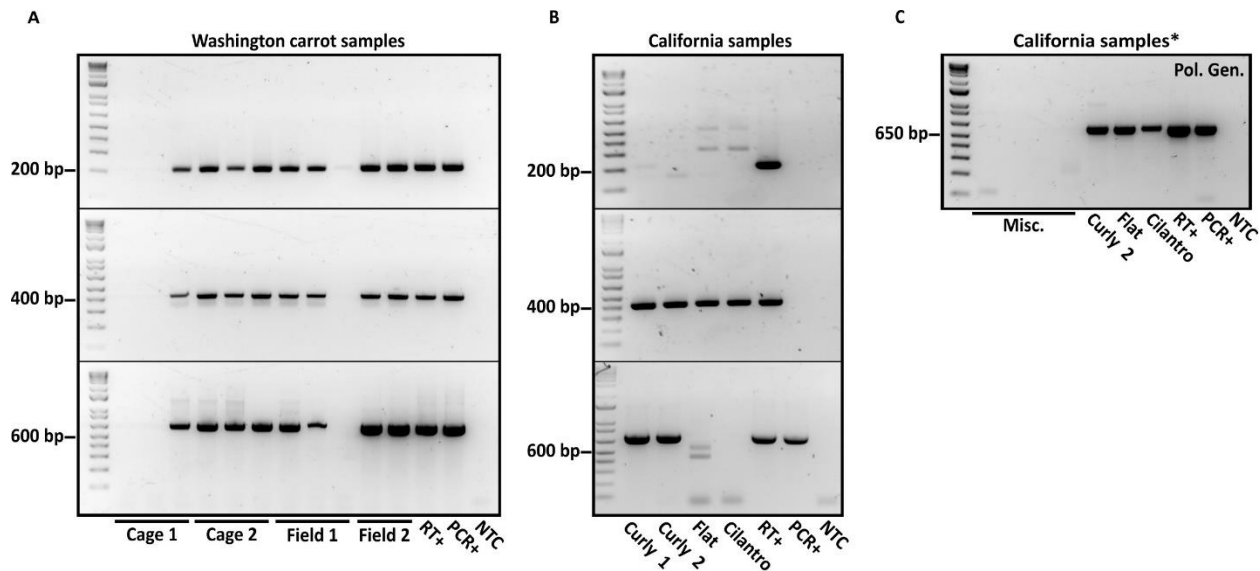 A
Washington carrot samples
200 bp
400 bp
600 bp
Cage 1 Cage 2 Field 1 Field 2 RT+ PCR+ NTC
B
California samples
200 bp
400 bp
600 bp
Curly 1 Curly 2 Flat Cilantro RT+ PCR+ NTC
C
California samples*
Pol. Gen.
650 bp
Misc. Curly 2 Flat Cilantro RT+ PCR+ NTC